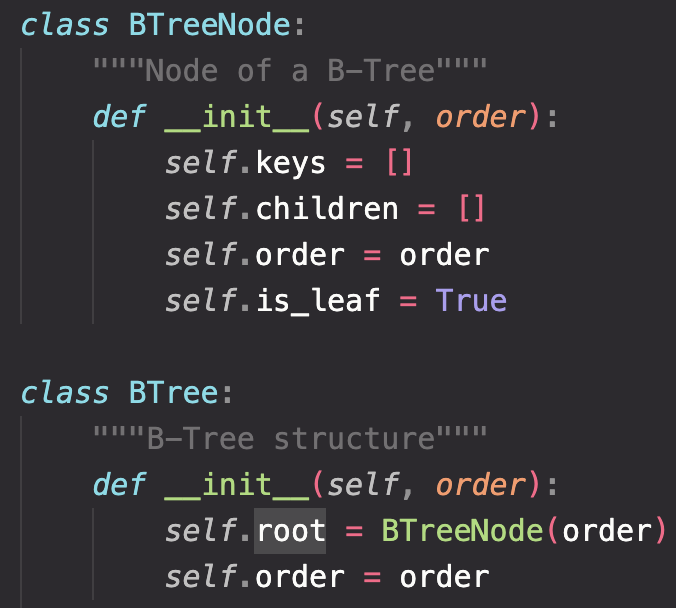 class BTreeNode:
    """Node of a B-Tree"""
    def __init__(self, order):
        self.keys = []
        self.children = []
        self.order = order
        self.is_leaf = True

class BTree:
    """B-Tree structure"""
    def __init__(self, order):
        self.root = BTreeNode(order)
        self.order = order